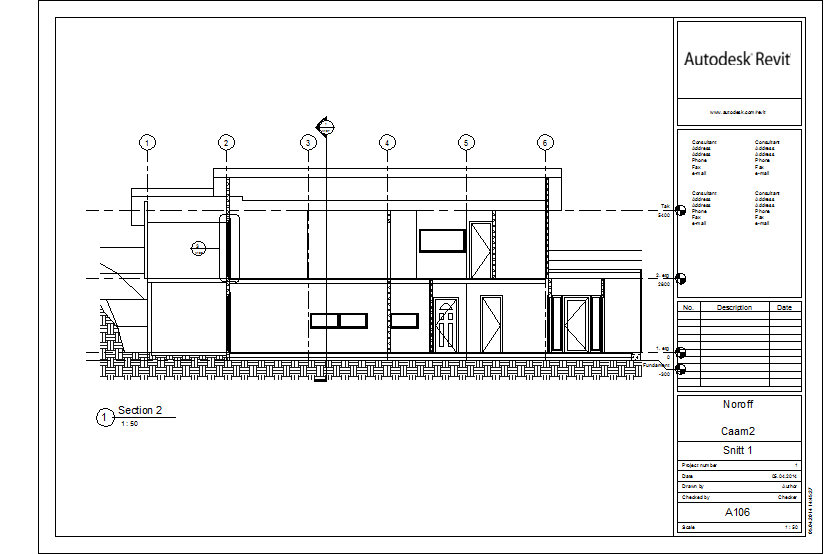 1
2
3
4
5
6
Tak
5400
2. etg
2800
1. etg
0
Fundament
-300
1
Section 2
1 : 50
Autodesk® Revit®
www.autodesk.com/revit
Consultant
Address
Address
Phone
Fax
e-mail
Consultant
Address
Address
Phone
Fax
e-mail
Consultant
Address
Address
Phone
Fax
e-mail
Consultant
Address
Address
Phone
Fax
e-mail
No. Description Date
Noroff
Caam2
Snitt 1
Project number 1
Date 05.04.2014
Drawn by Author
Checked by Checker
A106
Scale 1 : 50